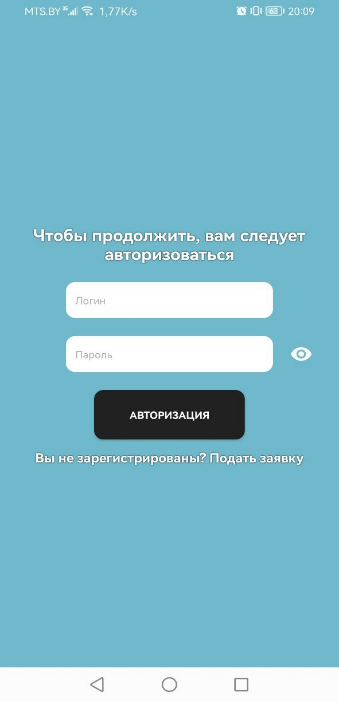 MTS.BY 1,77K/s 63 20:09
Чтобы продолжить, вам следует
авторизоваться
Логин
Пароль
АВТОРИЗАЦИЯ
Вы не зарегистрированы? Подать заявку